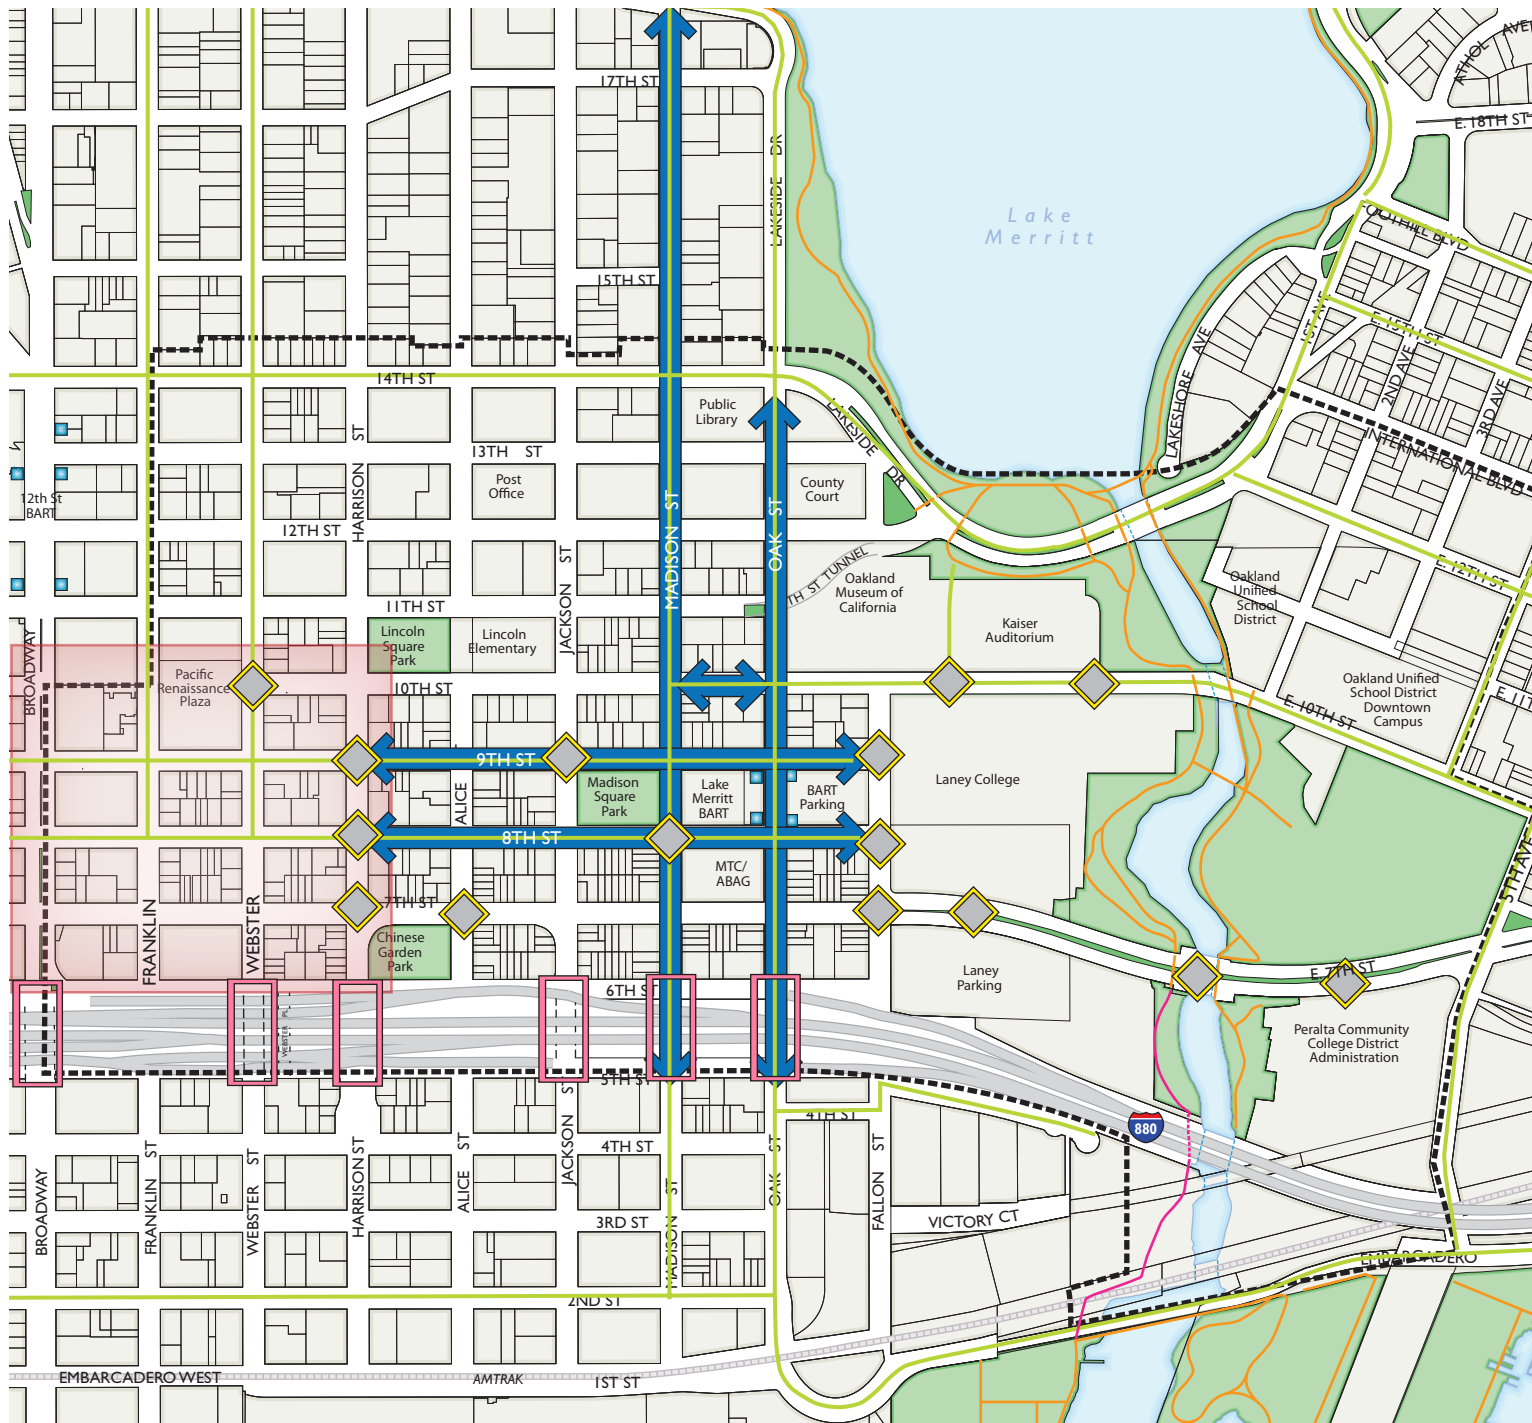 17TH ST
ATHOL AVE
E. 18TH ST
LAKESIDE DR
Lake
Merritt
FOOTHILL BLVD
15TH ST
1ST AVE
E. 15TH ST
LAKESHORE AVE
2ND AVE
3RD AVE
14TH ST
Public
Library
LAKESIDE DR
INTERNATIONAL BLVD
HARRISON ST
13TH ST
12th St
BART
Post
Office
MADISON ST
OAK ST
County
Court
12TH ST
JACKSON ST
TH ST TUNNEL
Oakland
Museum of
California
Kaiser
Auditorium
Oakland
Unified
School
District
E. 12TH ST
11TH ST
Lincoln
Square
Park
Lincoln
Elementary
BROADWAY
Pacific
Renaissance
Plaza
10TH ST
E. 10TH ST
Oakland Unified
School District
Downtown
Campus
E. 11T
9TH ST
ALICE
Madison
Square
Park
Lake
Merritt
BART
BART
Parking
Laney College
8TH ST
MTC/
ABAG
5TH AVE
FRANKLIN
WEBSTER
7TH ST
Chinese
Garden
Park
Laney
Parking
E. 7TH ST
6TH ST
WEBSTER PL
Peralta Community
College District
Administration
5TH ST
4TH ST
880
BROADWAY
FRANKLIN ST
WEBSTER ST
HARRISON ST
ALICE ST
JACKSON ST
4TH ST
MADISON ST
OAK ST
FALLON ST
3RD ST
VICTORY CT
EMBARCADERO
2ND ST
EMBARCADERO WEST
AMTRAK
1ST ST